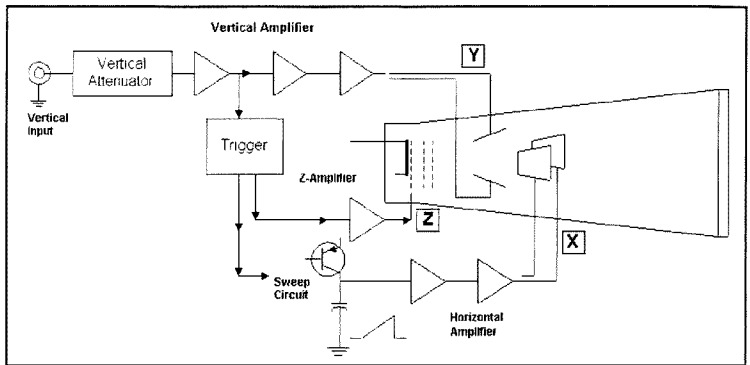 Vertical Amplifier
Y
Vertical
Attenuator
Vertical
Input
Trigger
Z-Amplifier
Z
X
Sweep
Circuit
Horizontal
Amplifier